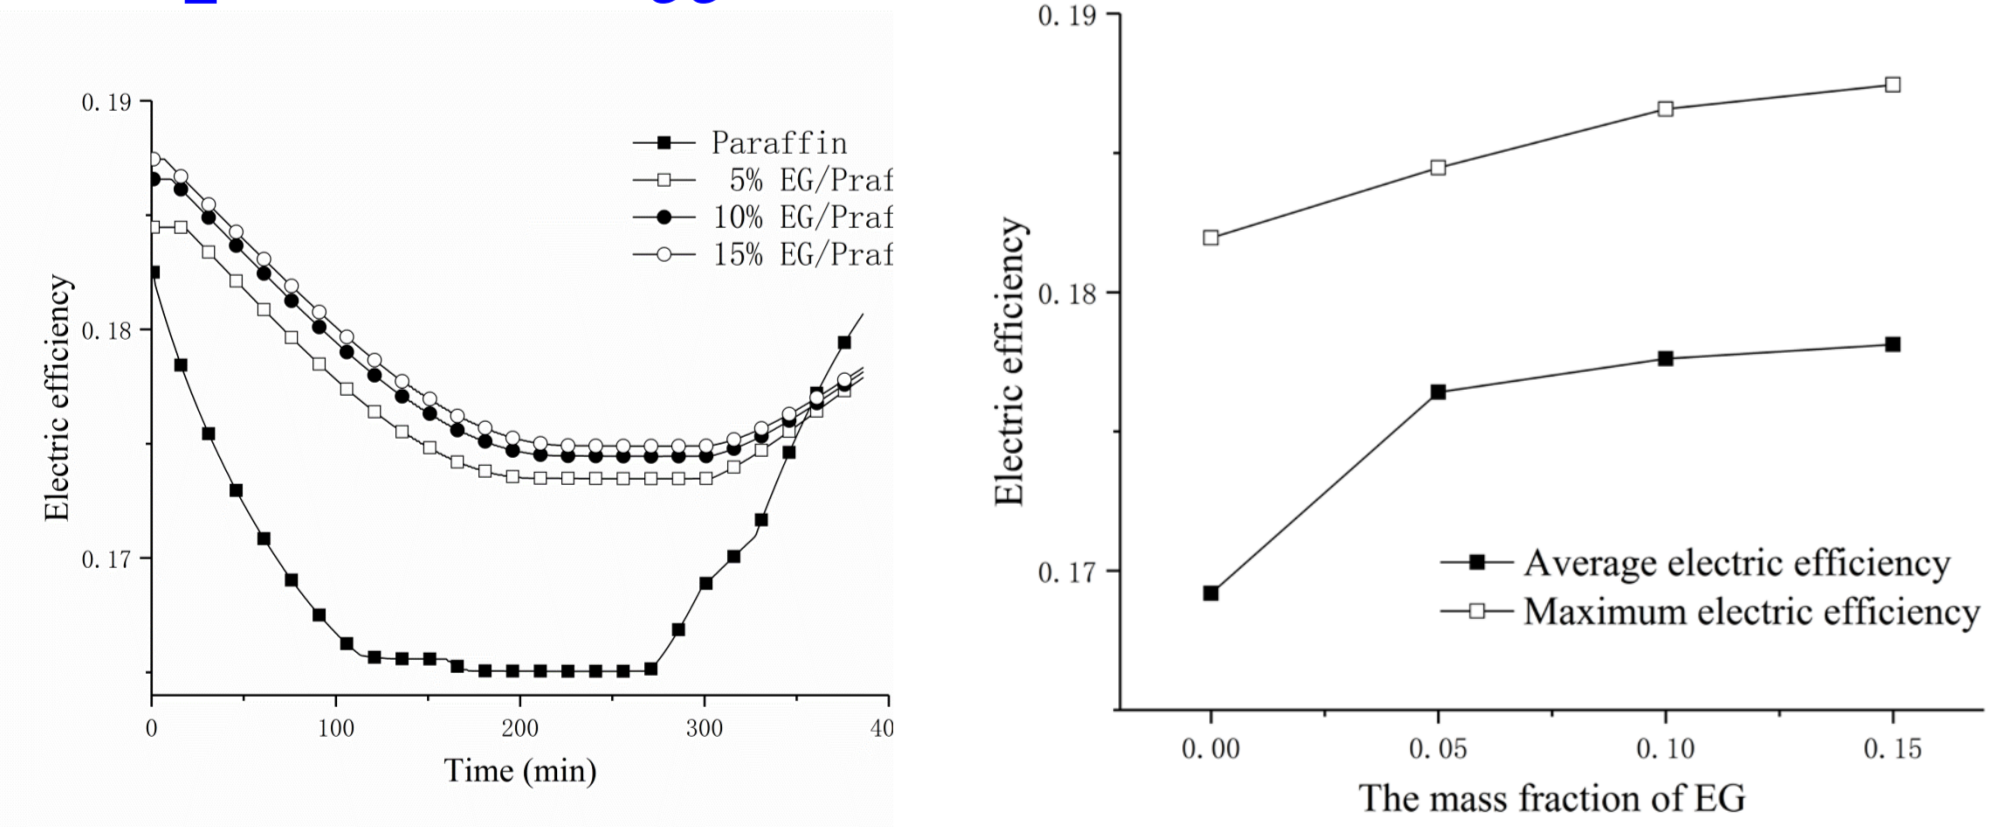 0.19
0.18
0.17
Electric efficiency
Paraffin
5% EG/Praf
10% EG/Praf
15% EG/Praf
0 100 200 300 40
Time (min)
0.19
0.18
0.17
Electric efficiency
Average electric efficiency
Maximum electric efficiency
0.00 0.05 0.10 0.15
The mass fraction of EG